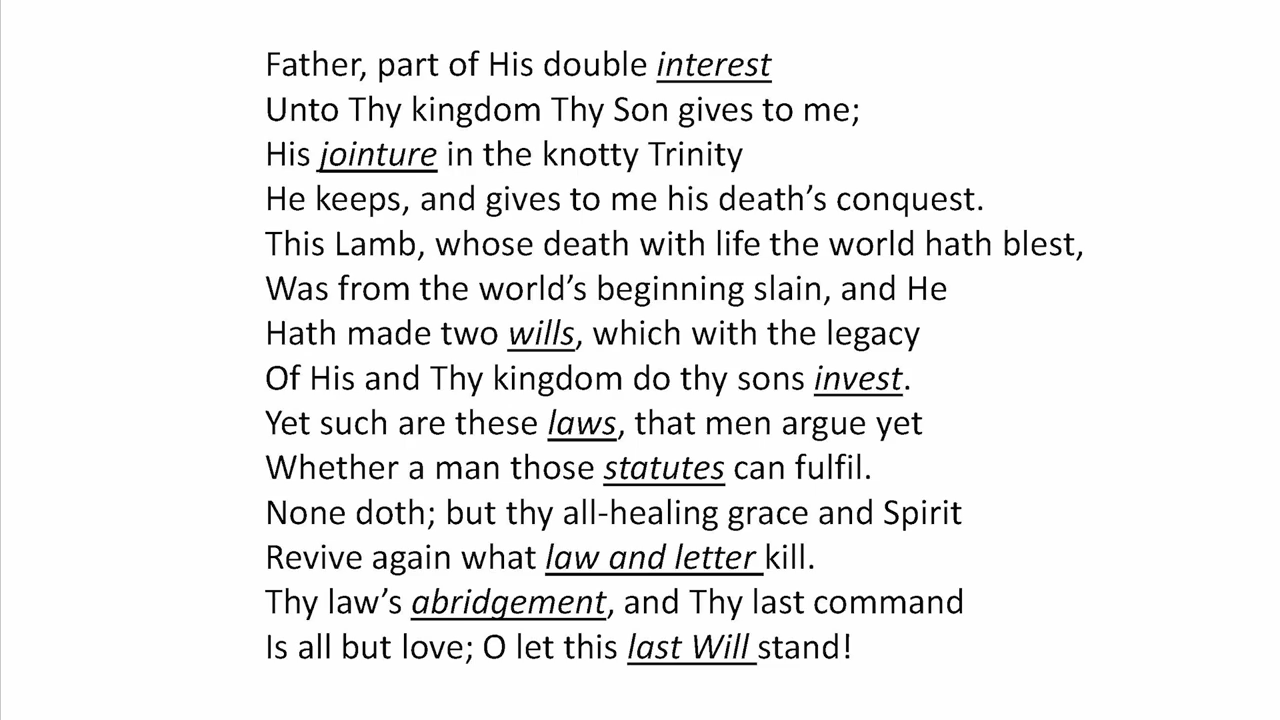 Father, part of His double interest
Unto Thy kingdom Thy Son gives to me;
His jointure in the knotty Trinity
He keeps, and gives to me his death’s conquest.
This Lamb, whose death with life the world hath blest,
Was from the world’s beginning slain, and He
Hath made two wills, which with the legacy
Of His and Thy kingdom do thy sons invest.
Yet such are these laws, that men argue yet
Whether a man those statutes can fulfil.
None doth; but thy all-healing grace and Spirit
Revive again what law and letter kill.
Thy law’s abridgement, and Thy last command
Is all but love; O let this last Will stand!